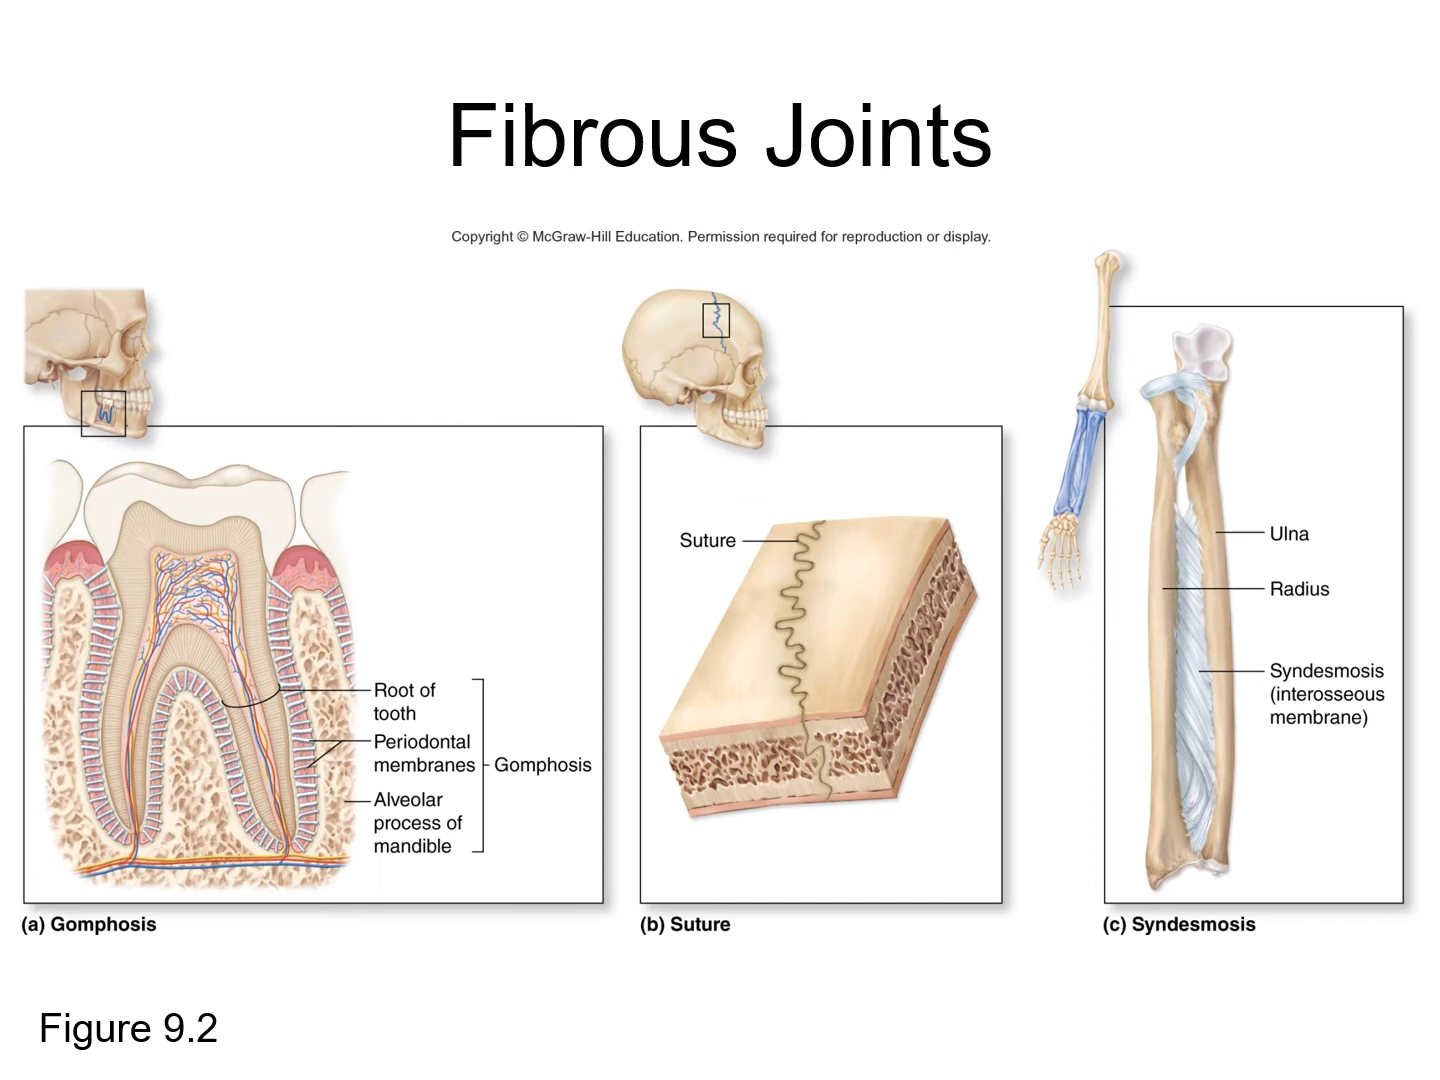 Fibrous Joints
Copyright © McGraw-Hill Education. Permission required for reproduction or display.
Root of
tooth
Periodontal
membranes
Alveolar
process of
mandible
Gomphosis
(a) Gomphosis
Suture
(b) Suture
Ulna
Radius
Syndesmosis
(interosseous
membrane)
(c) Syndesmosis
Figure 9.2